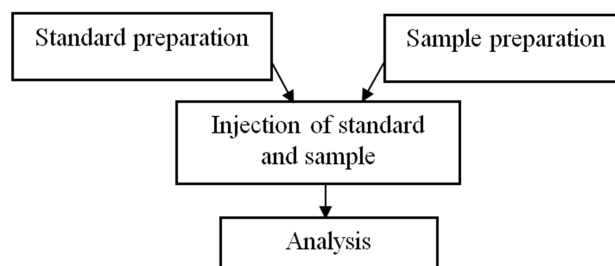 Standard preparation
Sample preparation
Injection of standard
and sample
Analysis